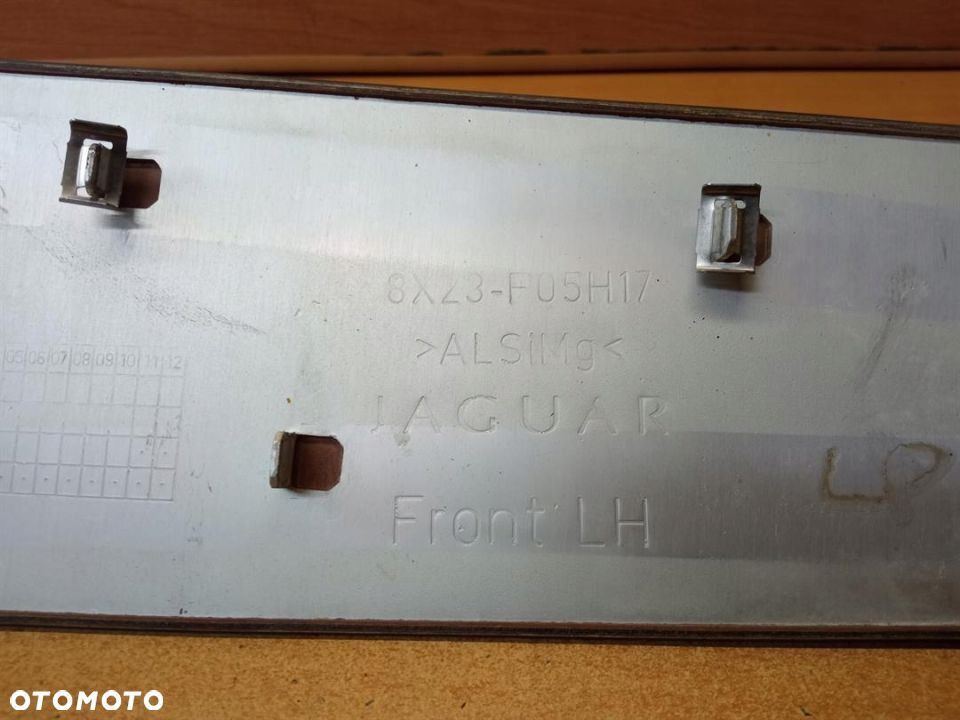 8X23-F05H17
>ALSiMg<
05 06 07 08 09 10 11 12
JAGUAR
LP
Front LH
OTOMOTO